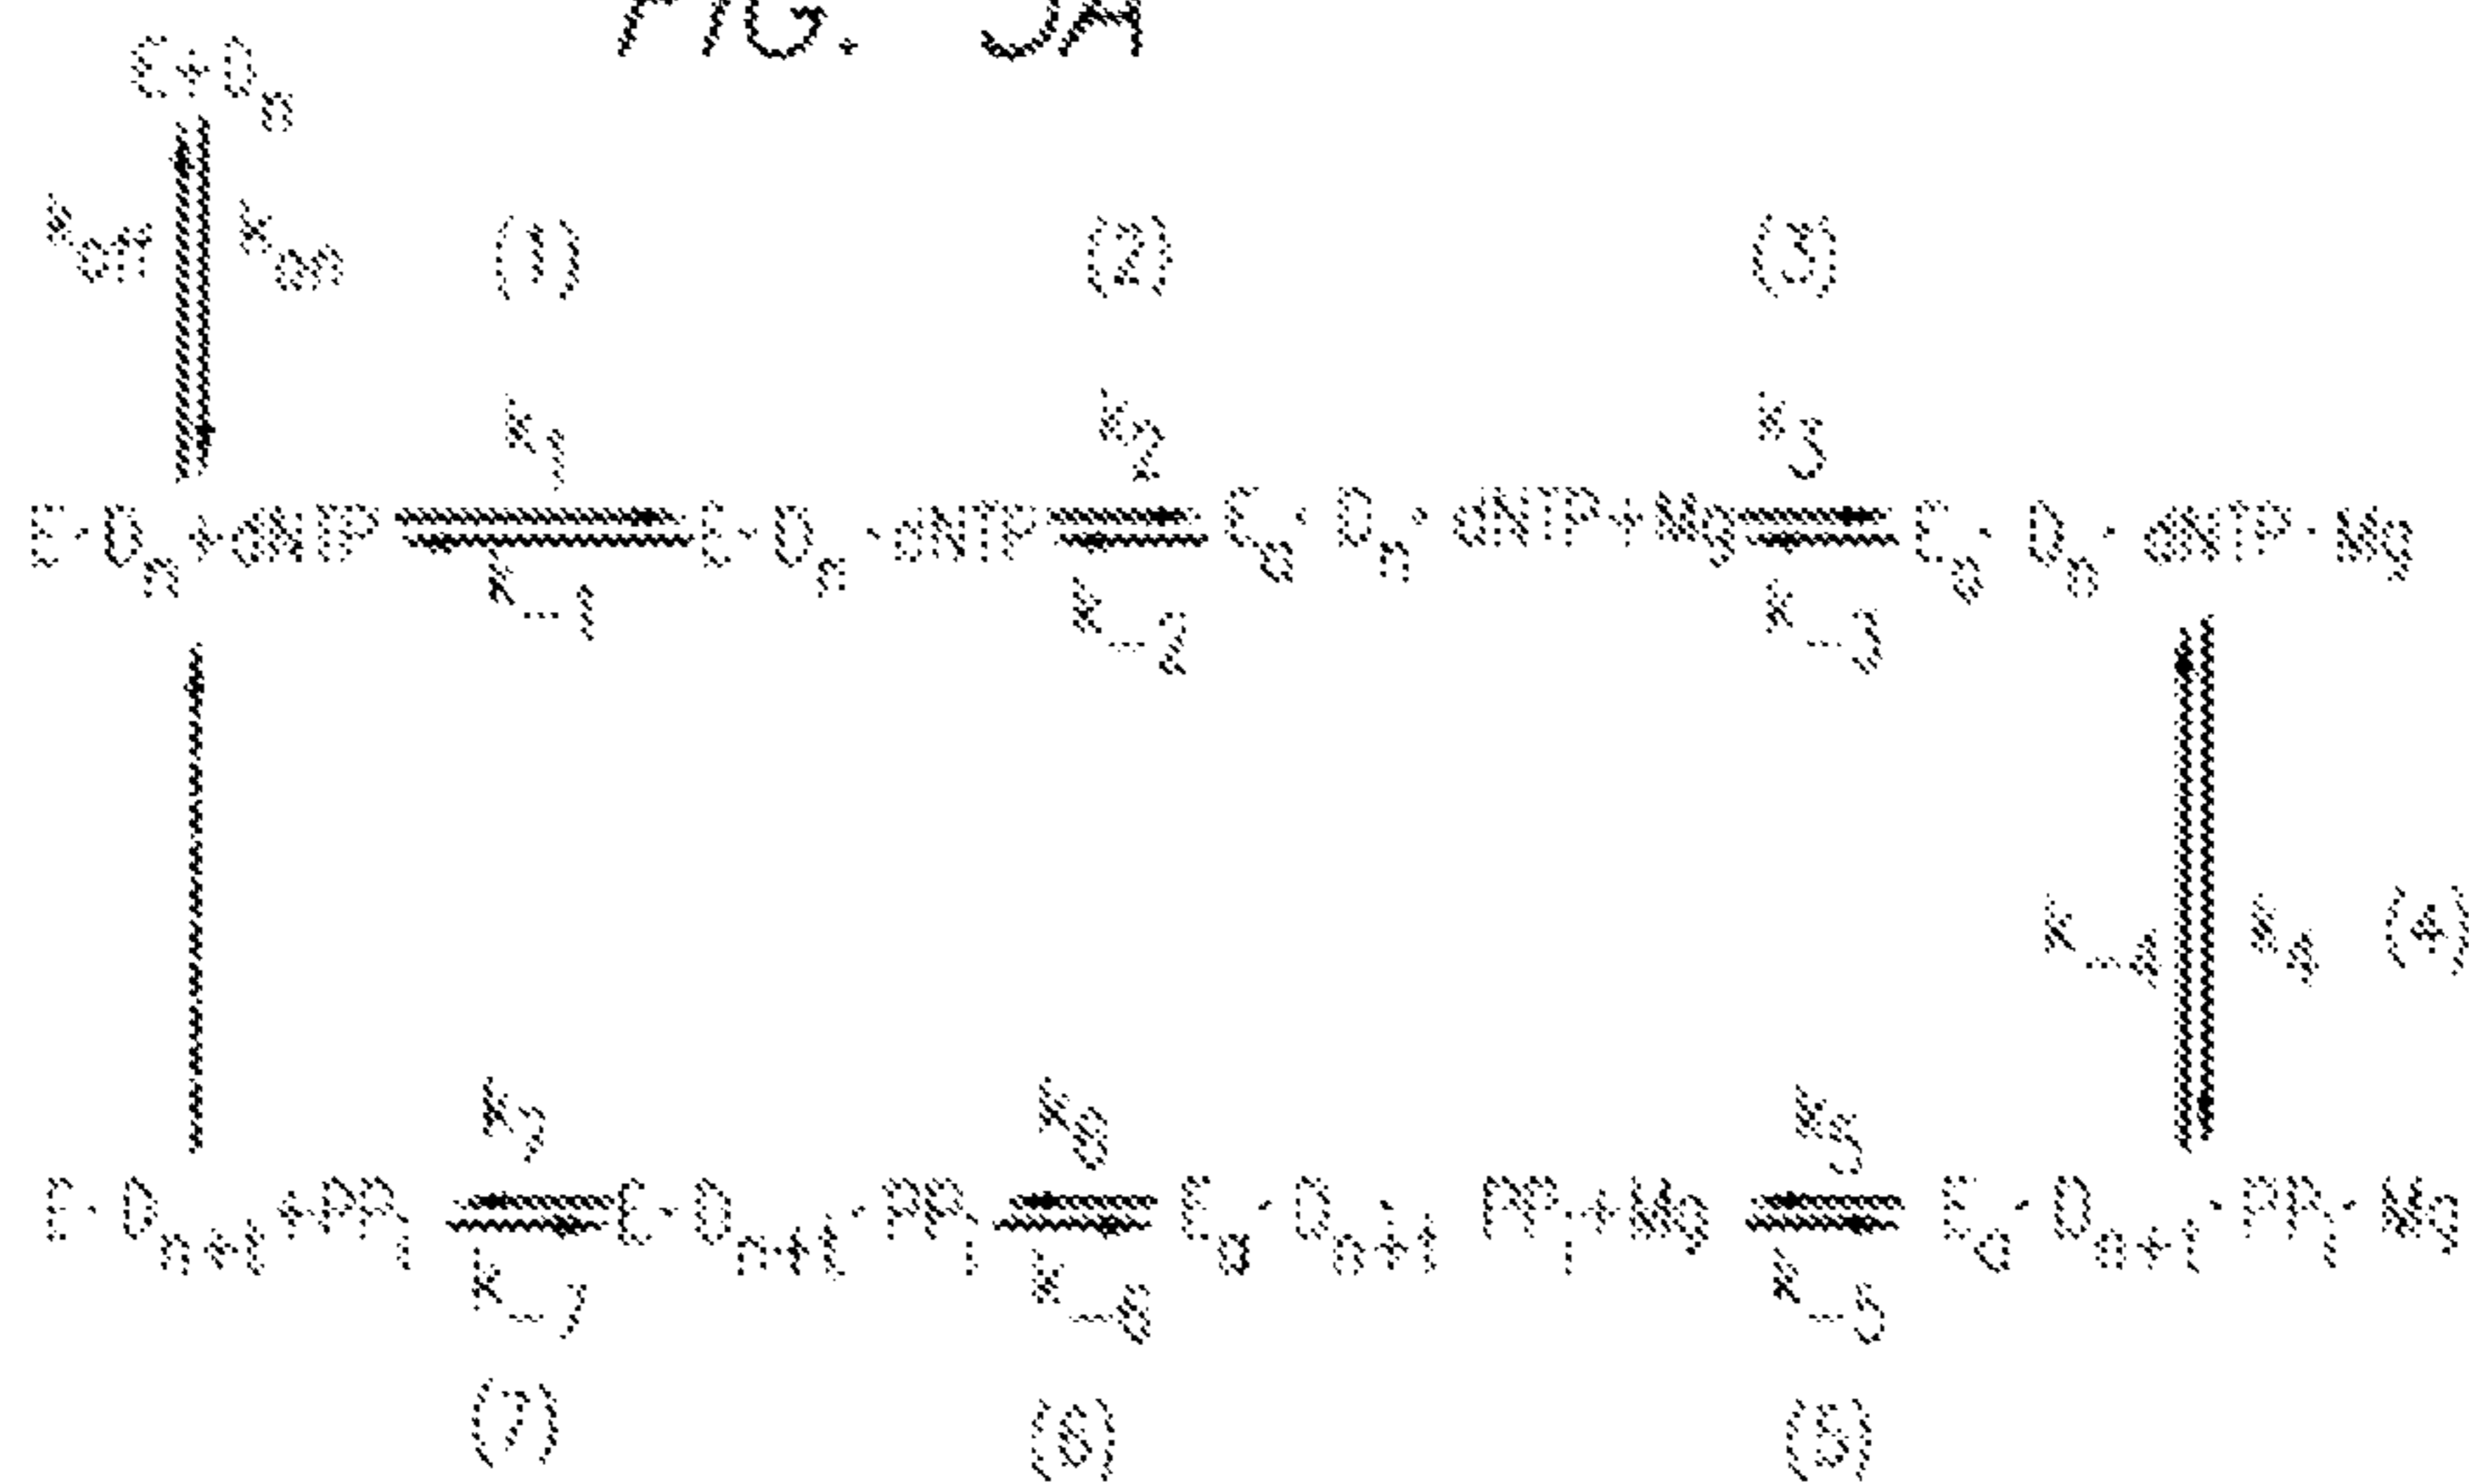 FIG. 5A
E+D_n
k_off k_on (1) (2) (3)
k_1 k_2 k_3
E·D_n+dNTP E·D_n·dNTP E_a·D_n·dNTP+Mg E_a·D_n·dNTP·Mg
k_-1 k_-2 k_-3
k_-4 k_4 (4)
k_7 k_6 k_5
E·D_n+1+PP_i E·D_n+1·PP_i E_a·D_n+1 PP_i+Mg E_a·D_n+1·PP_i·Mg
k_-7 k_-6 k_-5
(7) (6) (5)